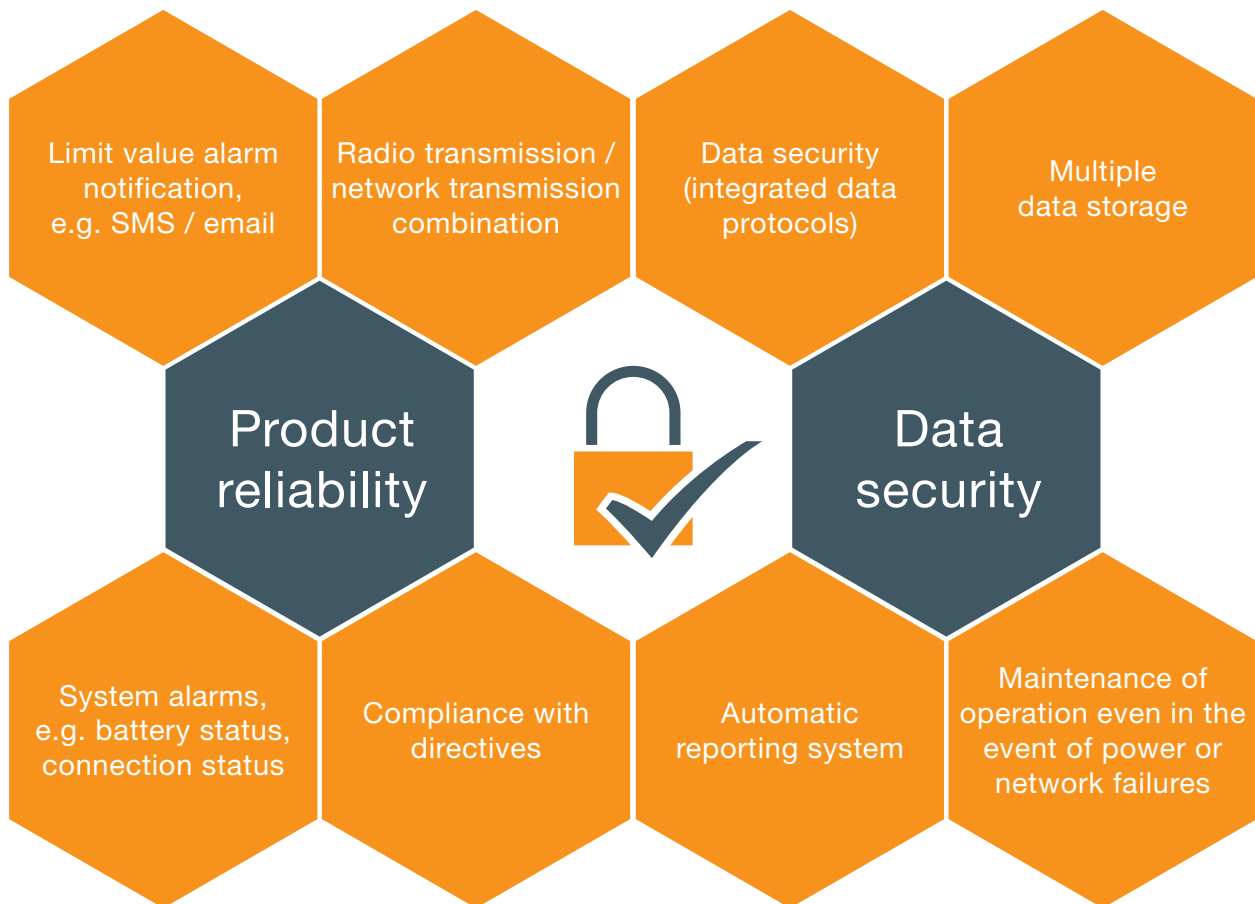 Limit value alarm
notification,
e.g. SMS / email
Radio transmission /
network transmission
combination
Data security
(integrated data
protocols)
Multiple
data storage
Product
reliability
Data
security
System alarms,
e.g. battery status,
connection status
Compliance with
directives
Automatic
reporting system
Maintenance of
operation even in the
event of power or
network failures